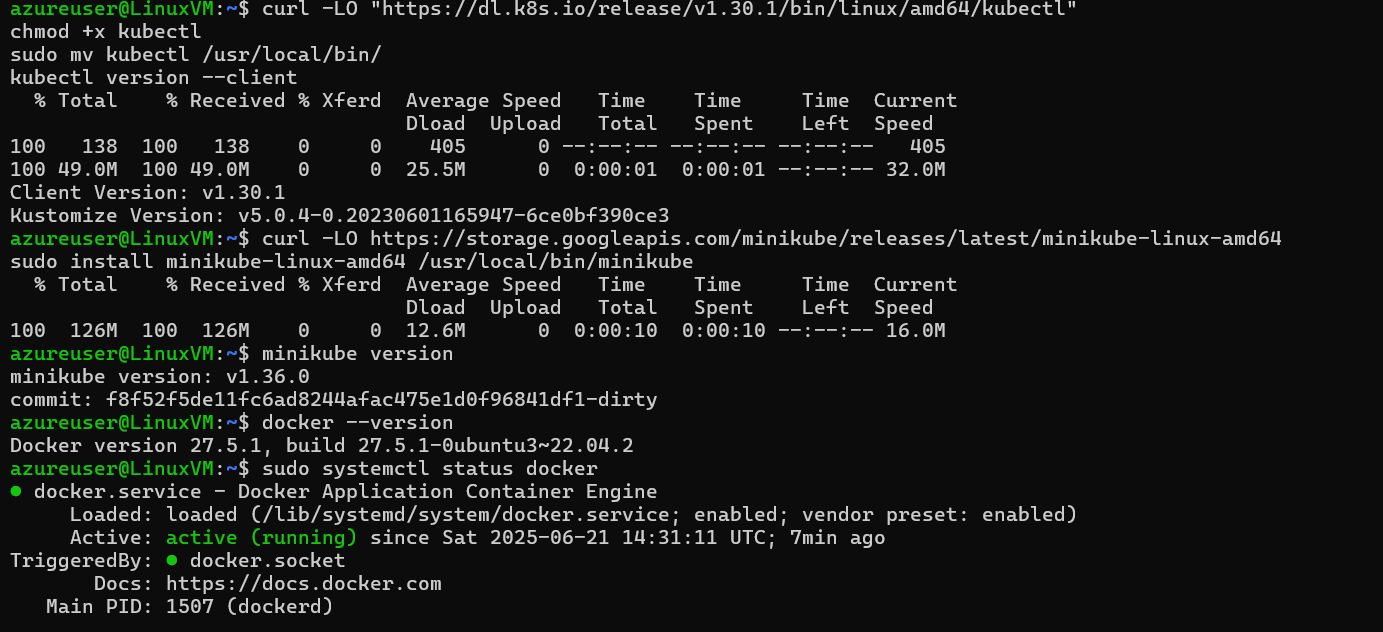 azureuser@LinuxVM:~$ curl -LO "https://dl.k8s.io/release/v1.30.1/bin/linux/amd64/kubectl"
chmod +x kubectl
sudo mv kubectl /usr/local/bin/
kubectl version --client
  % Total    % Received % Xferd  Average Speed   Time    Time     Time  Current
                                 Dload  Upload   Total   Spent    Left  Speed
100   138  100   138    0     0    405      0 --:--:-- --:--:-- --:--:--   405
100 49.0M  100 49.0M    0     0  25.5M      0  0:00:01  0:00:01 --:--:-- 32.0M
Client Version: v1.30.1
Kustomize Version: v5.0.4-0.20230601165947-6ce0bf390ce3
azureuser@LinuxVM:~$ curl -LO https://storage.googleapis.com/minikube/releases/latest/minikube-linux-amd64
sudo install minikube-linux-amd64 /usr/local/bin/minikube
  % Total    % Received % Xferd  Average Speed   Time    Time     Time  Current
                                 Dload  Upload   Total   Spent    Left  Speed
100  126M  100  126M    0     0  12.6M      0  0:00:10  0:00:10 --:--:-- 16.0M
azureuser@LinuxVM:~$ minikube version
minikube version: v1.36.0
commit: f8f52f5de11fc6ad8244afac475e1d0f96841df1-dirty
azureuser@LinuxVM:~$ docker --version
Docker version 27.5.1, build 27.5.1-0ubuntu3~22.04.2
azureuser@LinuxVM:~$ sudo systemctl status docker
● docker.service - Docker Application Container Engine
     Loaded: loaded (/lib/systemd/system/docker.service; enabled; vendor preset: enabled)
     Active: active (running) since Sat 2025-06-21 14:31:11 UTC; 7min ago
TriggeredBy: ● docker.socket
       Docs: https://docs.docker.com
   Main PID: 1507 (dockerd)